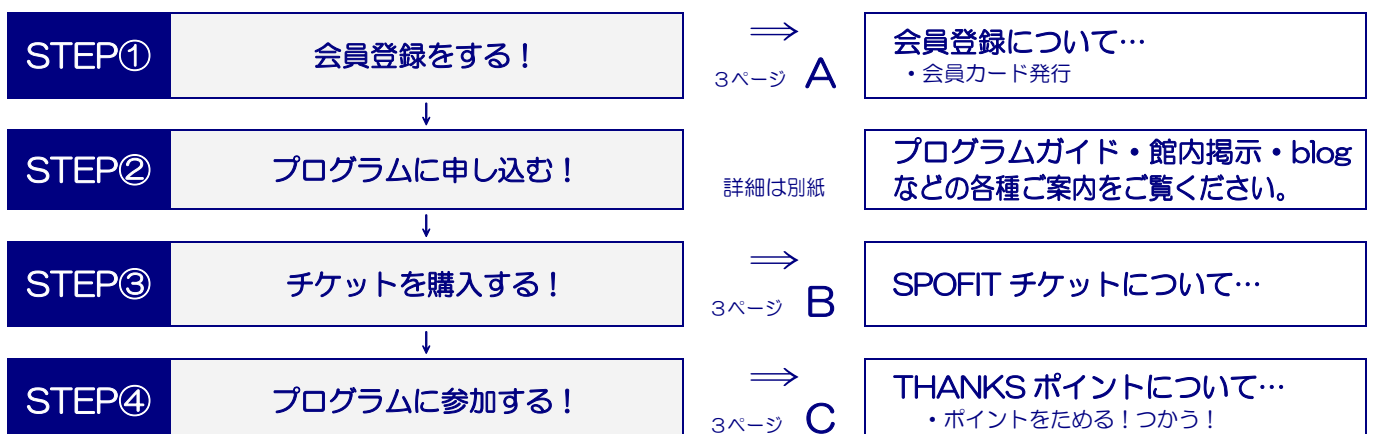 STEP① 会員登録をする！ ⇒ 会員登録について…
3ページ A ・会員カード発行
↓
STEP② プログラムに申し込む！ 詳細は別紙 プログラムガイド・館内掲示・blog
などの各種ご案内をご覧ください。
↓
STEP③ チケットを購入する！ ⇒ SPOFIT チケットについて…
3ページ B
↓
STEP④ プログラムに参加する！ ⇒ THANKS ポイントについて…
3ページ C ・ポイントをためる！つかう！